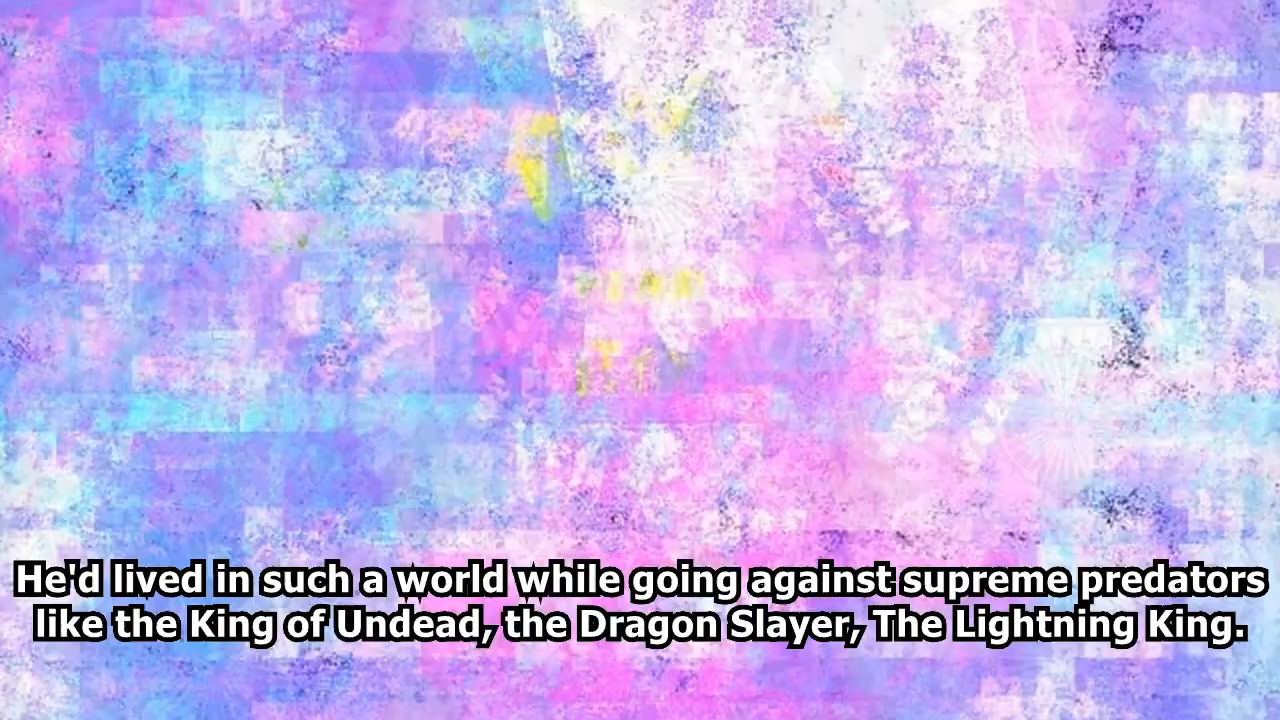 He'd lived in such a world while going against supreme predators
like the King of Undead, the Dragon Slayer, The Lightning King.